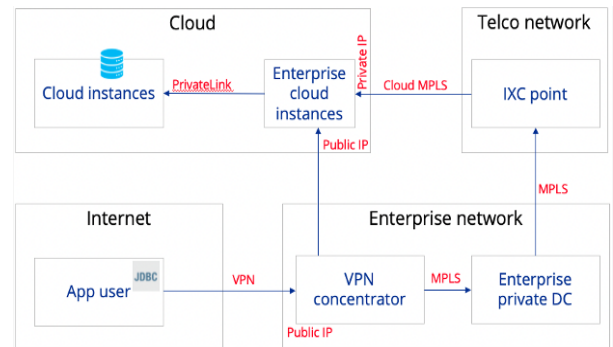 Cloud
Telco network
Cloud instances
PrivateLink
Enterprise
cloud
instances
Private IP
Cloud MPLS
IXC point
Public IP
MPLS
Internet
Enterprise network
App user
JDBC
VPN
VPN
concentrator
MPLS
Enterprise
private DC
Public IP